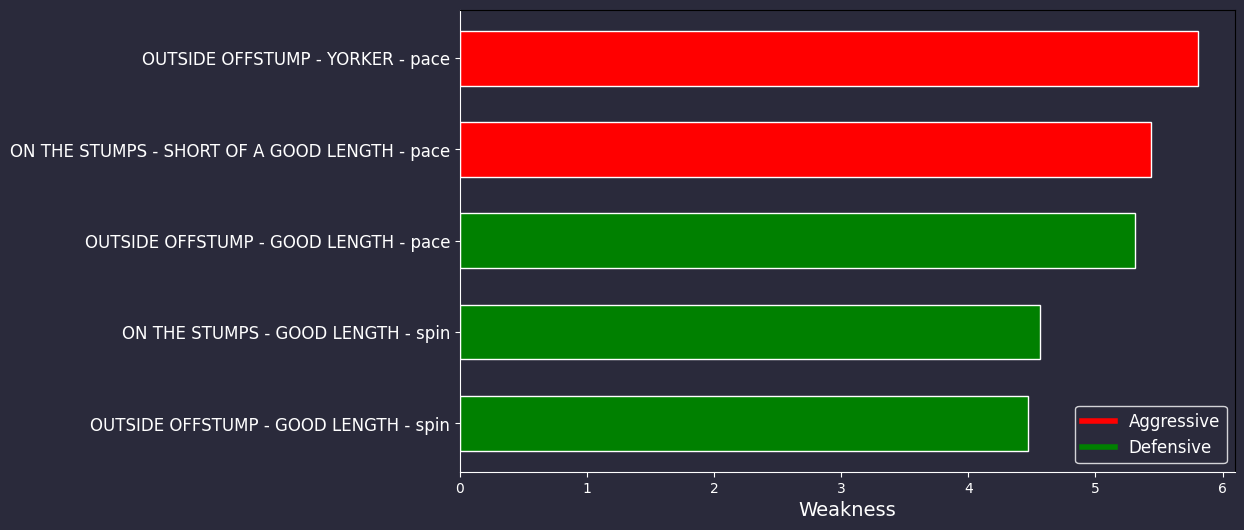 OUTSIDE OFFSTUMP - YORKER - pace
ON THE STUMPS - SHORT OF A GOOD LENGTH - pace
OUTSIDE OFFSTUMP - GOOD LENGTH - pace
ON THE STUMPS - GOOD LENGTH - spin
OUTSIDE OFFSTUMP - GOOD LENGTH - spin
Aggressive
Defensive
0 1 2 3 4 5 6
Weakness